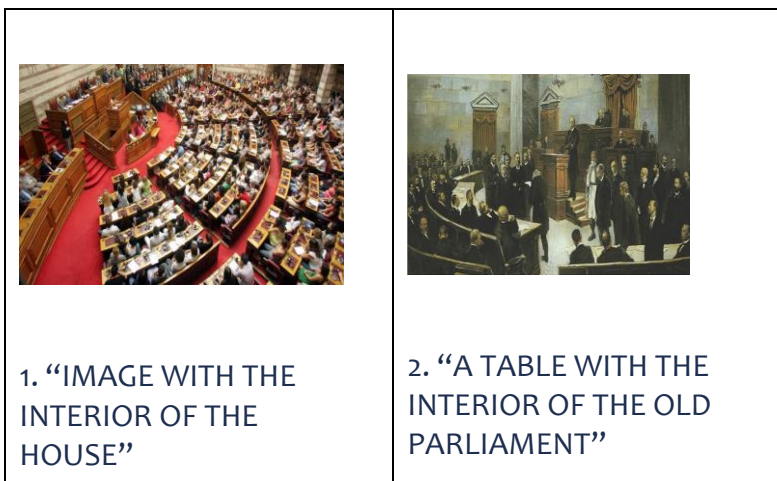 1. “IMAGE WITH THE
INTERIOR OF THE
HOUSE”
2. “A TABLE WITH THE
INTERIOR OF THE OLD
PARLIAMENT”